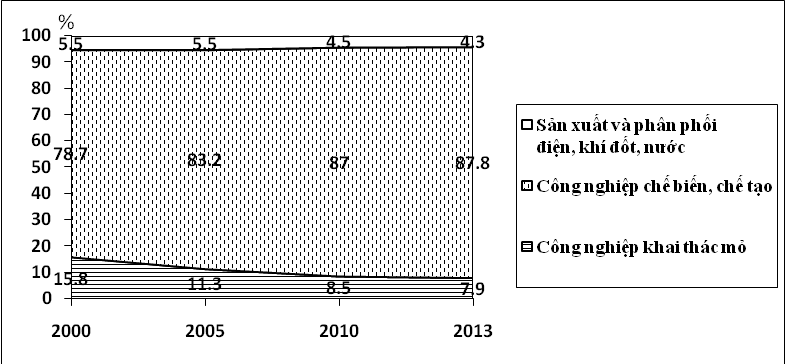 %
100
90
80
70
60
50
40
30
20
10
0
5.5 5.5 4.5 4.3
78.7 83.2 87 87.8
15.8 11.3 8.5 7.9
2000 2005 2010 2013
Sản xuất và phân phối
điện, khí đốt, nước
Công nghiệp chế biến, chế tạo
Công nghiệp khai thác mỏ